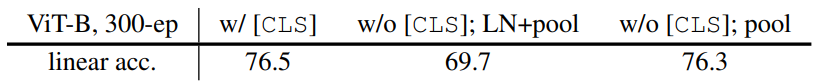 ViT-B, 300-ep w/ [CLS] w/o [CLS]; LN+pool w/o [CLS]; pool
linear acc. 76.5 69.7 76.3